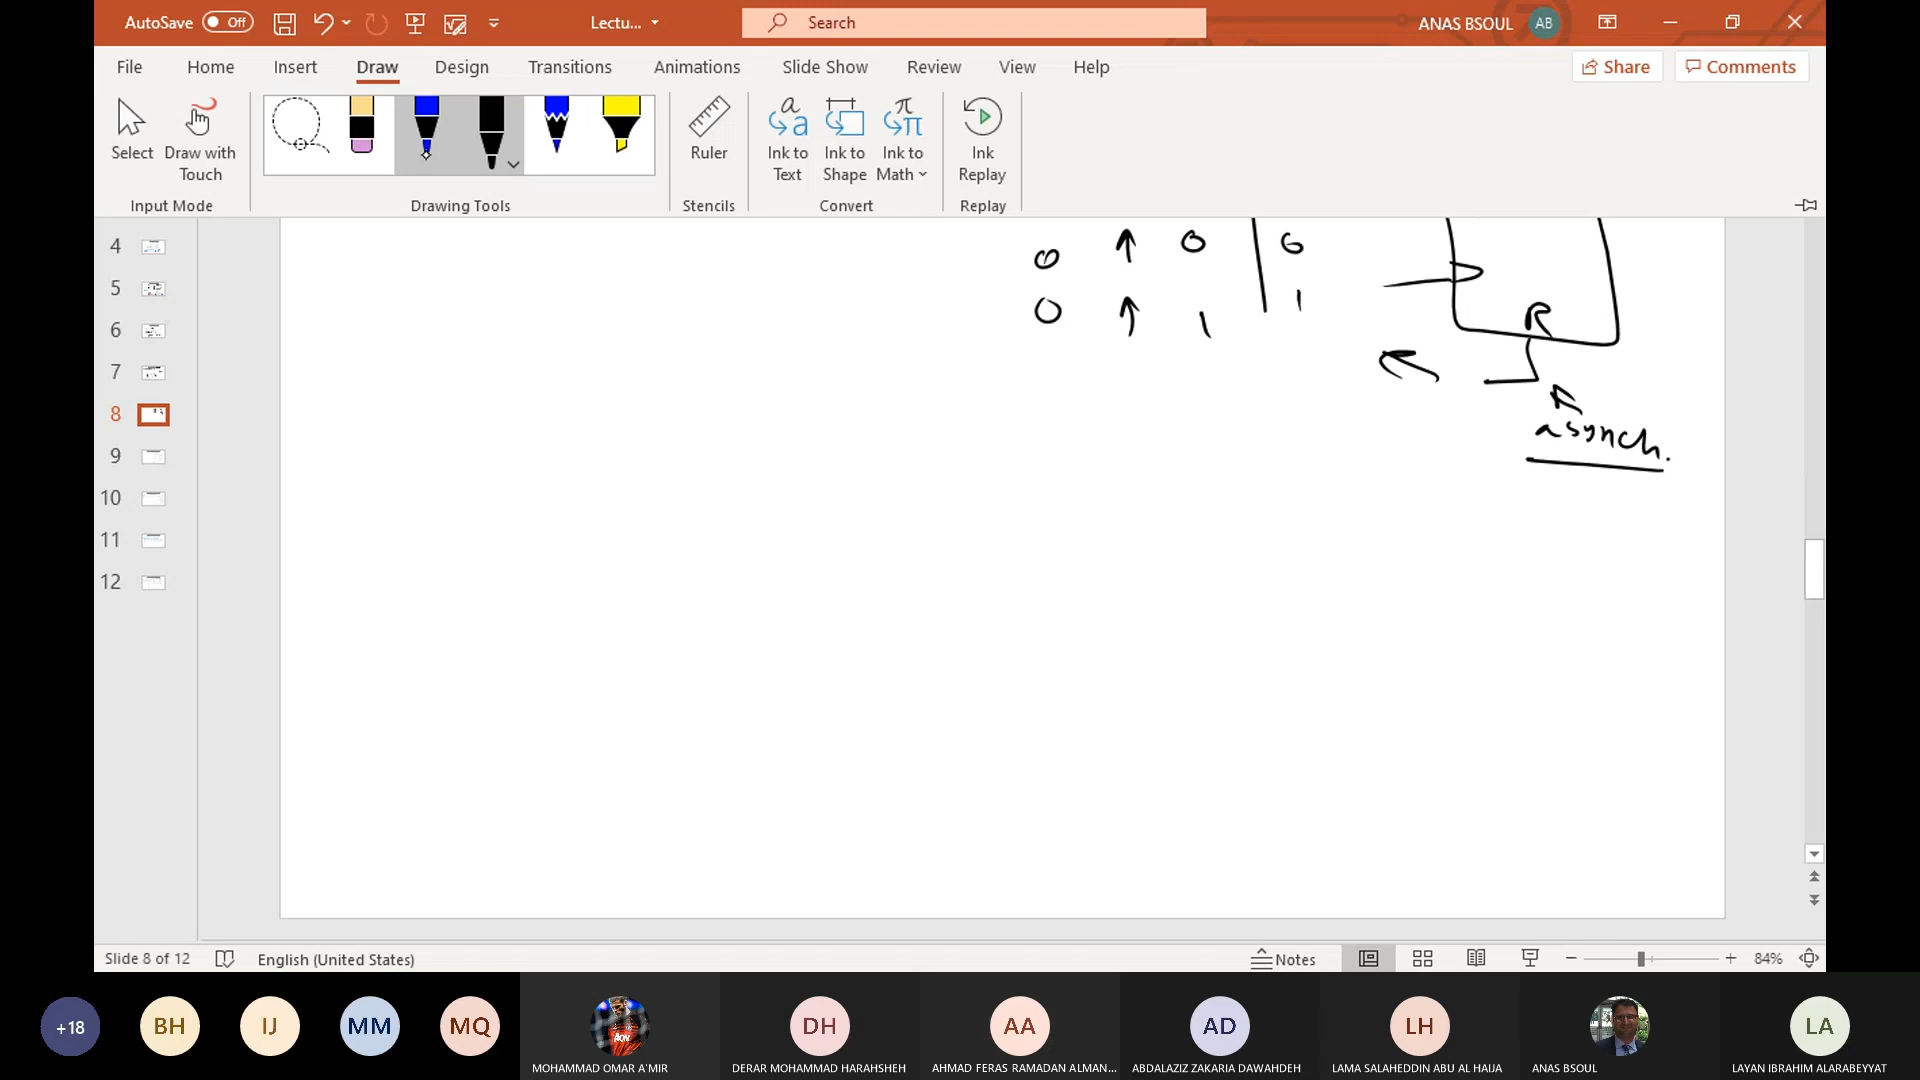 AutoSave Off Lectu... Search ANAS BSOUL AB
File Home Insert Draw Design Transitions Animations Slide Show Review View Help Share Comments
Select Draw with Touch Ruler Ink to Text Ink to Shape Ink to Math Ink Replay
Input Mode Drawing Tools Stencils Convert Replay
4
5
6
7
8
9
10
11
12
0 ↑ 0 0
0 ↑ 1 1
R
asynch.
Slide 8 of 12 English (United States) Notes 84%
+18 BH IJ MM MQ DH AA AD LH LA
MOHAMMAD OMAR A'MIR DERAR MOHAMMAD HARAHSHEH AHMAD FERAS RAMADAN ALMAN... ABDALAZIZ ZAKARIA DAWAHDEH LAMA SALAHEDDIN ABU AL HAIJA ANAS BSOUL LAYAN IBRAHIM ALARABEYYAT